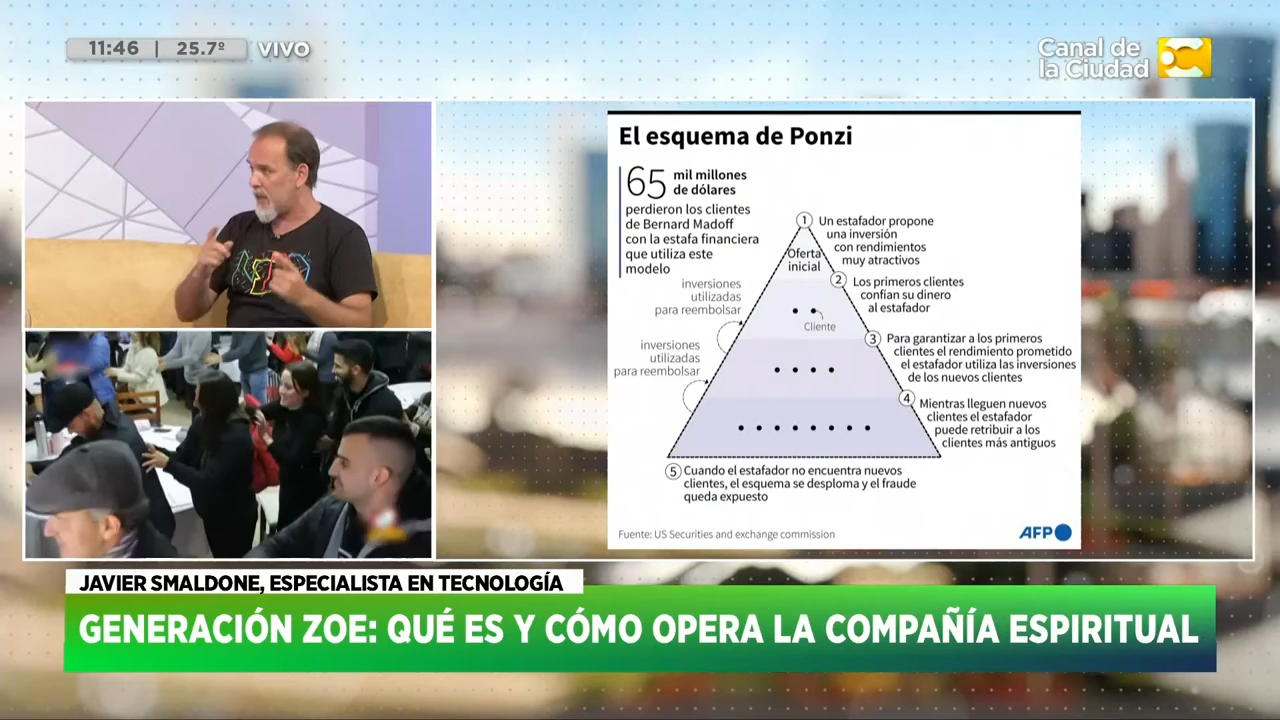 11:46 | 25.7º VIVO
Canal de
la Ciudad
El esquema de Ponzi
65 mil millones
de dólares
perdieron los clientes
de Bernard Madoff
con la estafa financiera
que utiliza este
modelo
1 Un estafador propone
una inversión
con rendimientos
muy atractivos
Oferta
inicial
2 Los primeros clientes
confían su dinero
al estafador
inversiones
utilizadas
para reembolsar
Cliente
3 Para garantizar a los primeros
clientes el rendimiento prometido
el estafador utiliza las inversiones
de los nuevos clientes
inversiones
utilizadas
para reembolsar
4 Mientras lleguen nuevos
clientes el estafador
puede retribuir a los
clientes más antiguos
5 Cuando el estafador no encuentra nuevos
clientes, el esquema se desploma y el fraude
queda expuesto
Fuente: US Securities and exchange commission
AFP
JAVIER SMALDONE, ESPECIALISTA EN TECNOLOGÍA
GENERACIÓN ZOE: QUÉ ES Y CÓMO OPERA LA COMPAÑÍA ESPIRITUAL